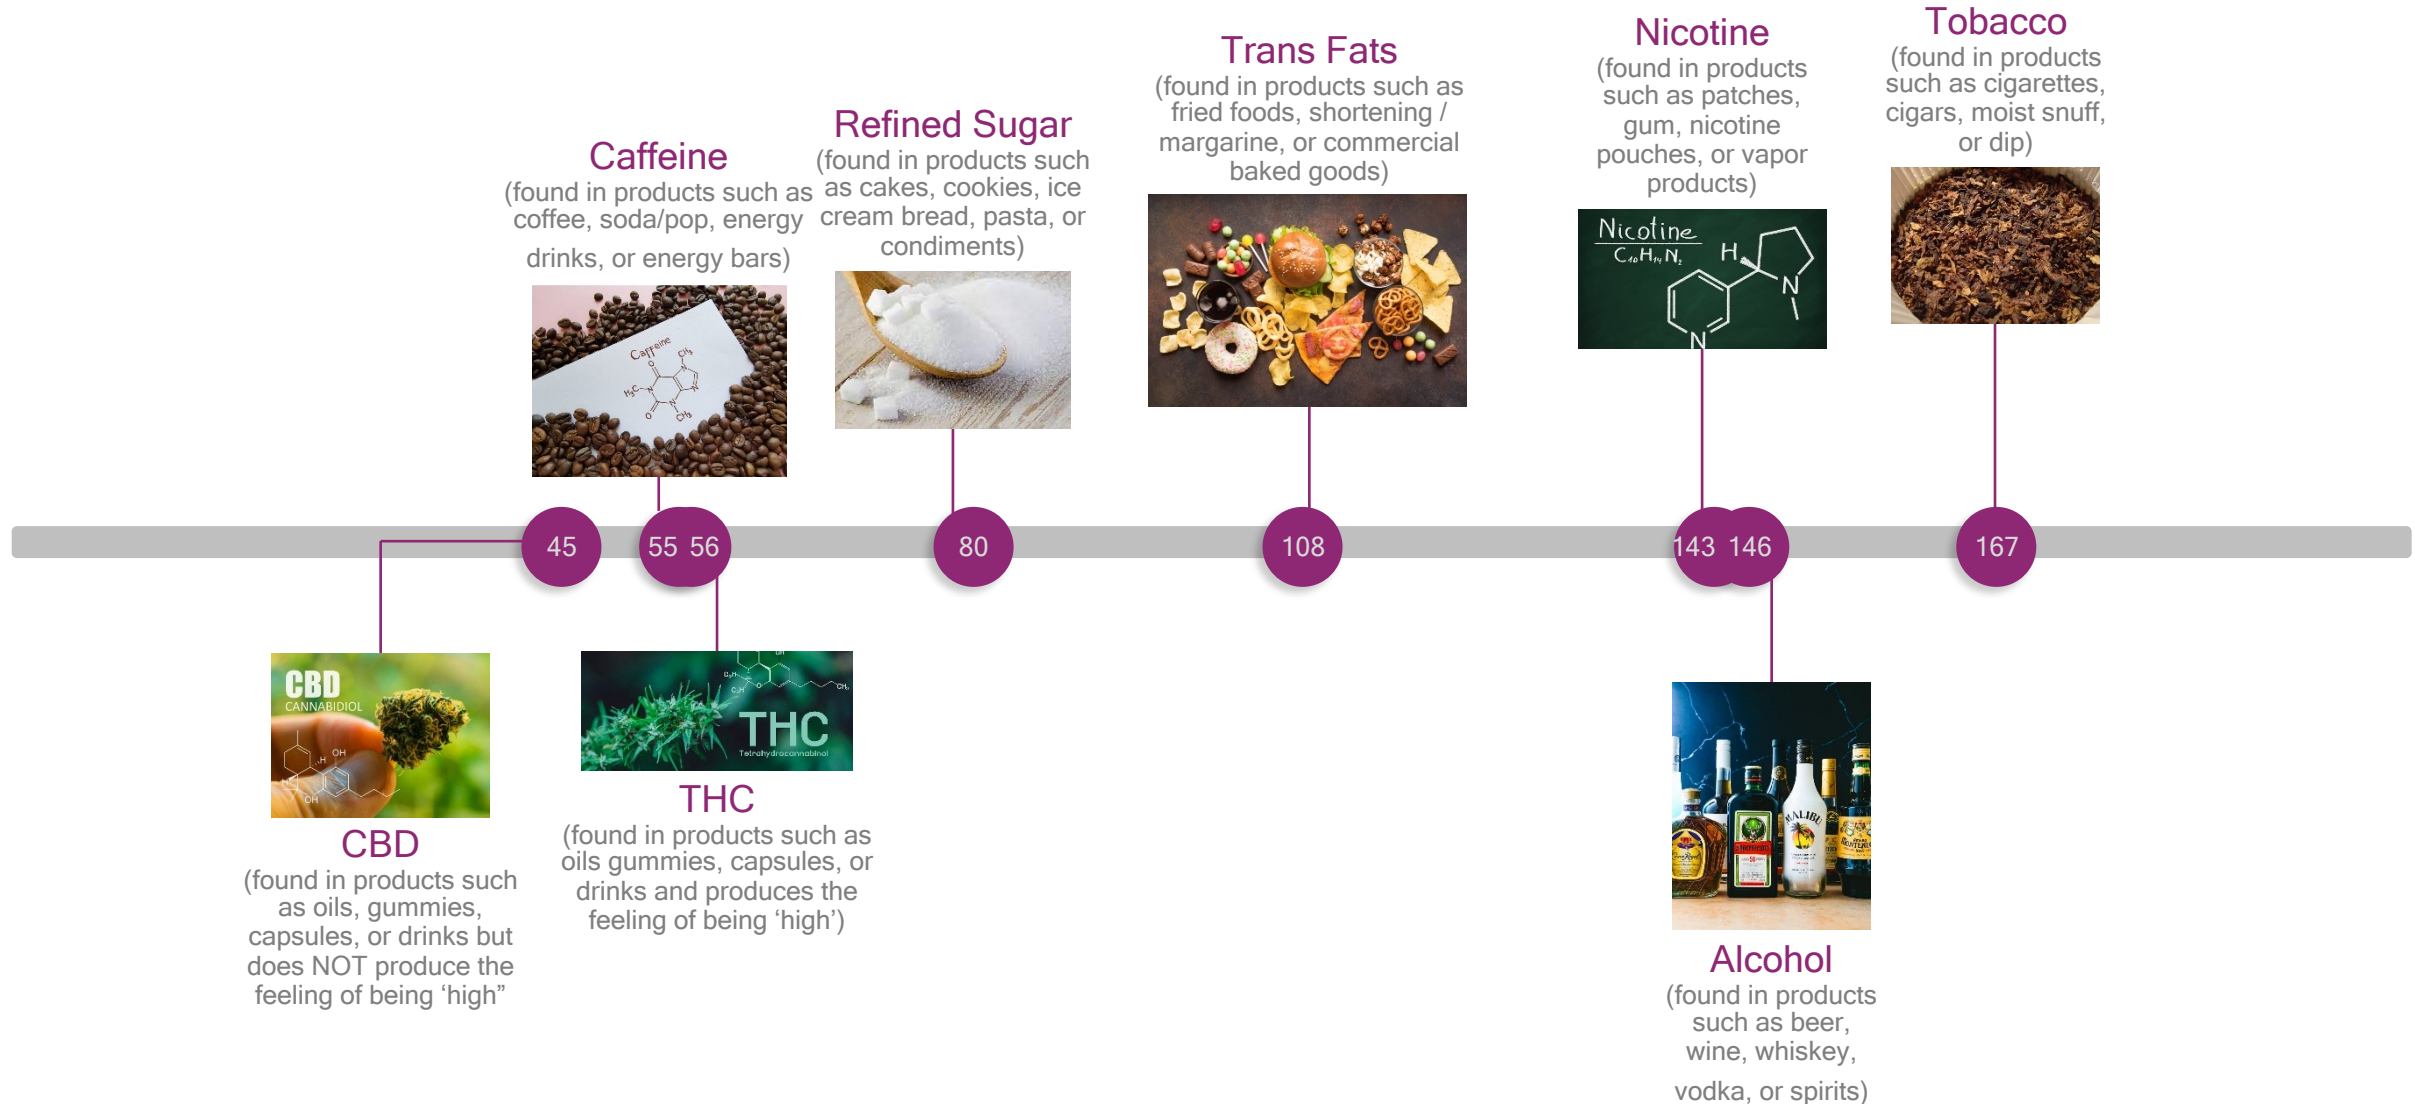 Caffeine
(found in products such as
coffee, soda/pop, energy
drinks, or energy bars)
Caffeine
CH₃
O
N
H₃C
N
N
N
O
CH₃
Refined Sugar
(found in products such
as cakes, cookies, ice
cream bread, pasta, or
condiments)
Trans Fats
(found in products such as
fried foods, shortening /
margarine, or commercial
baked goods)
Nicotine
(found in products
such as patches,
gum, nicotine
pouches, or vapor
products)
Nicotine
C₁₀H₁₄N₂
H
N
N
Tobacco
(found in products
such as cigarettes,
cigars, moist snuff,
or dip)
45
55
56
80
108
143
146
167
CBD
CANNABIDIOL
OH
H
OH
CBD
(found in products such
as oils, gummies,
capsules, or drinks but
does NOT produce the
feeling of being ‘high”
OH
O
CH₃
THC
Tetrahydrocannabinol
THC
(found in products such as
oils gummies, capsules, or
drinks and produces the
feeling of being ‘high’)
MALIBU
Alcohol
(found in products
such as beer,
wine, whiskey,
vodka, or spirits)